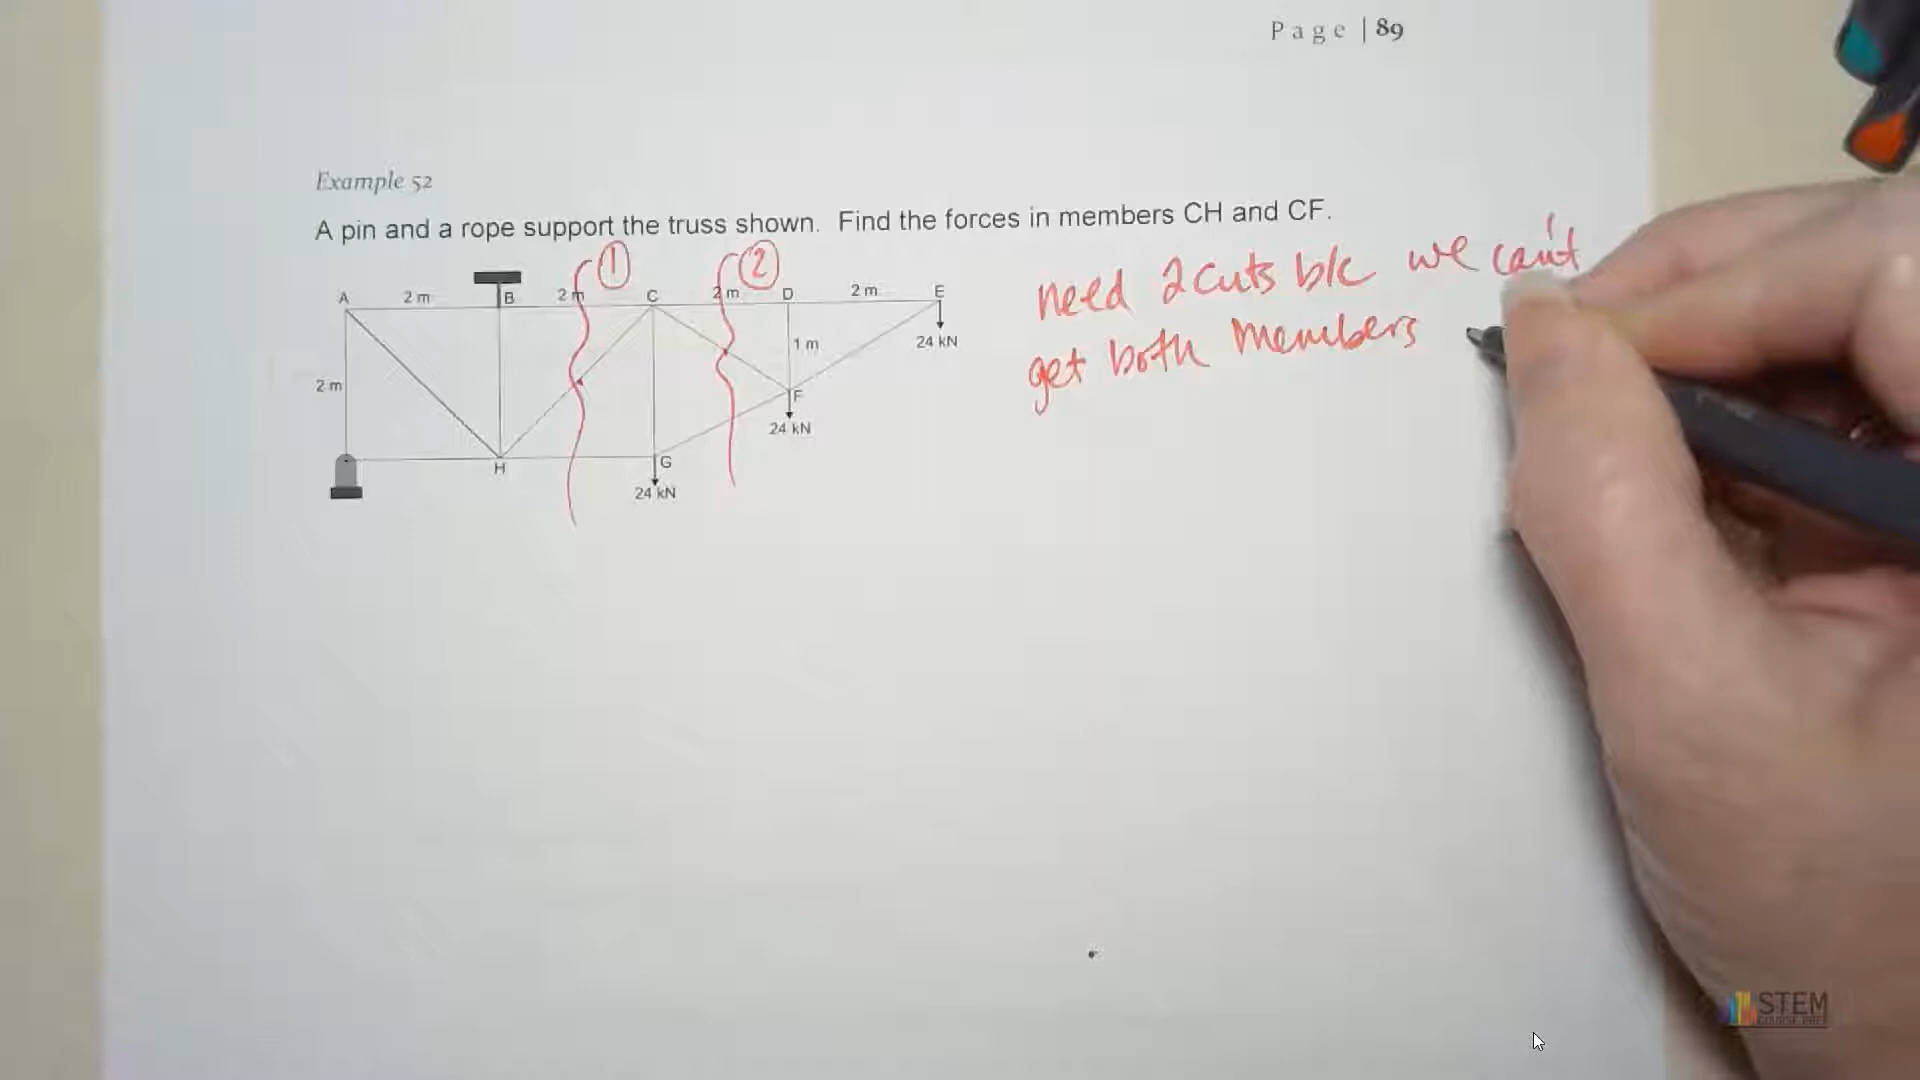 Page | 89
Example 52
A pin and a rope support the truss shown. Find the forces in members CH and CF.
① ②
need 2 cuts b/c we can't
get both members
A 2 m B 2 m C 2 m D 2 m E
1 m
24 kN
2 m
F
24 kN
H G
24 kN
STEM
COURSE PREP